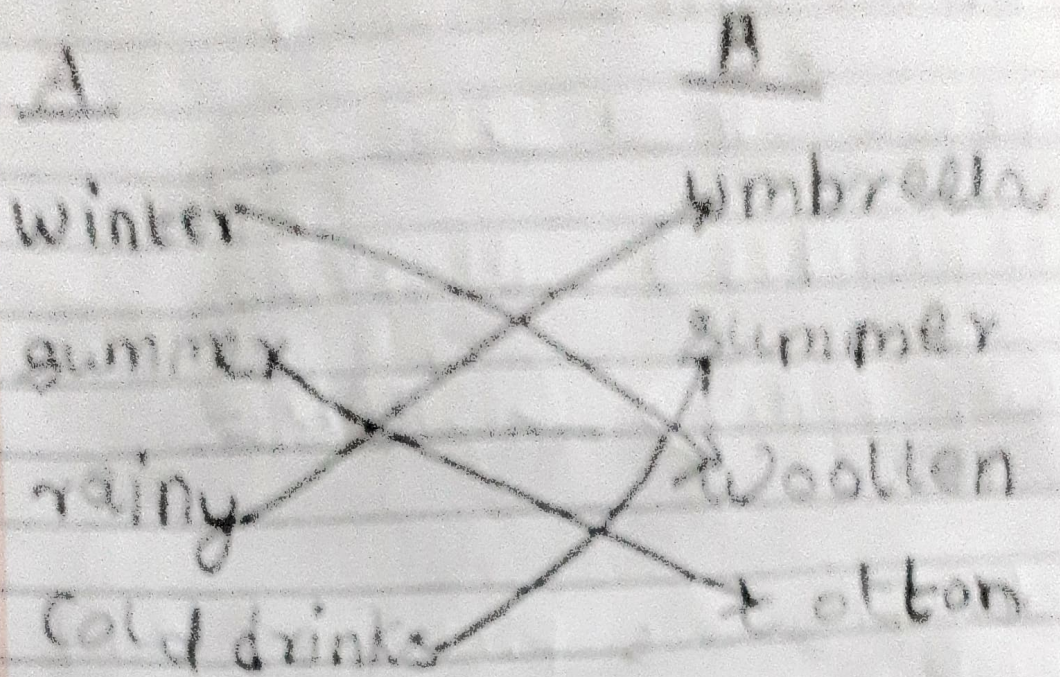 A B
Winter Umbrella
summer Summer
rainy Woollen
Cold drinks Cotton